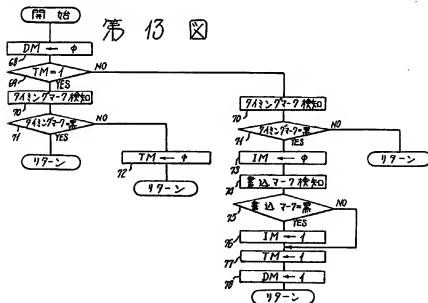 第 13 図
開 始
DM ← φ
68
TM = 1
NO
69
YES
タイミングマーク検知
70
タイミングマーク=黒
NO
71
YES
リターン
TM ← φ
72
リターン
タイミングマーク検知
70
タイミングマーク=黒
NO
71
YES
リターン
IM ← φ
73
書込マーク検知
74
書込マーク=黒
NO
75
YES
IM ← 1
76
TM ← 1
77
DM ← 1
78
リターン